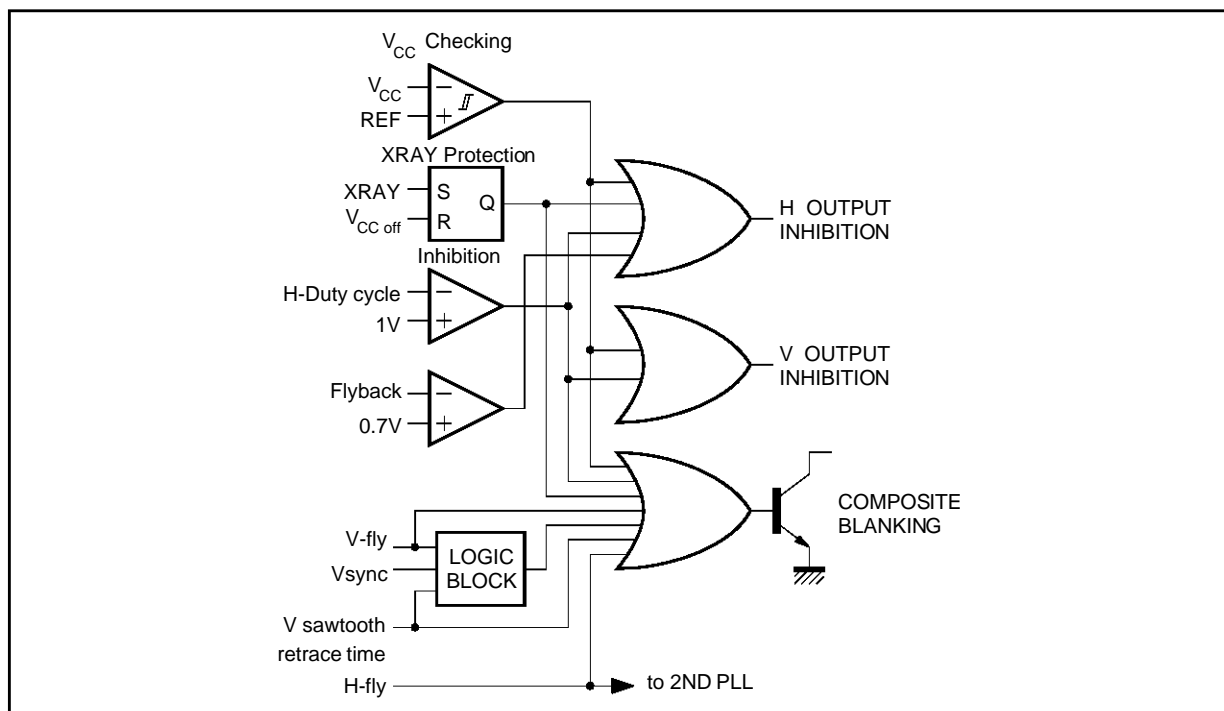 VCC Checking
VCC
REF
−
+
XRAY Protection
XRAY
VCC off
S
R
Q
H OUTPUT
INHIBITION
Inhibition
H-Duty cycle
1V
−
+
V OUTPUT
INHIBITION
Flyback
0.7V
−
+
COMPOSITE
BLANKING
V-fly
Vsync
LOGIC
BLOCK
V sawtooth
retrace time
H-fly
to 2ND PLL